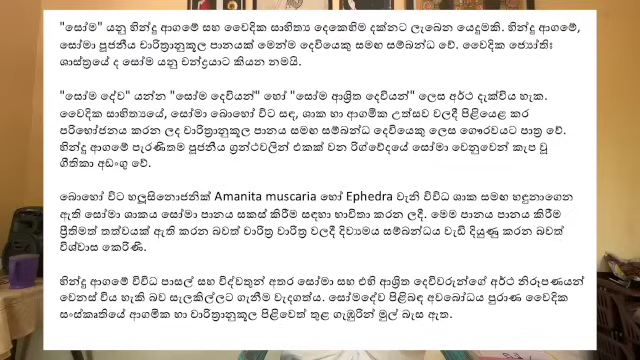 "සෝම" යනු හින්දු ආගමේ සහ වෛදික සාහිත්‍ය දෙකෙහිම දක්නට ලැබෙන යෙදුමකි. හින්දු ආගමේ,
සෝමා පූජනීය චාරිත්‍රානුකූල පානයක් මෙන්ම දෙවියෙකු සමඟ සම්බන්ධ වේ. වෛදික ජ්‍යෝතිඃ
ශාස්ත්‍රයේ ද සෝම යනු චන්ද්‍රයාට කියන නමයි.
"සෝම දේව" යන්න "සෝම දෙවියන්" හෝ "සෝම ආශ්‍රිත දෙවියන්" ලෙස අර්ථ දැක්විය හැක.
වෛදික සාහිත්‍යයේ, සෝමා බොහෝ විට සඳ, ශාක හා ආගමික උත්සව වලදී පිළියෙළ කර
පරිභෝජනය කරන ලද චාරිත්‍රානුකූල පානය සමඟ සම්බන්ධ දෙවියෙකු ලෙස ගෞරවයට පාත්‍ර වේ.
හින්දු ආගමේ පැරණිතම පූජනීය ග්‍රන්ථවලින් එකක් වන රිග්වේදයේ සෝමා වෙනුවෙන් කැප වූ
ගීතිකා අඩංගු වේ.
බොහෝ විට හලූසිනොජනික් Amanita muscaria හෝ Ephedra වැනි විවිධ ශාක සමඟ හඳුනාගෙන
ඇති සෝමා ශාකය සෝමා පානය සකස් කිරීම සඳහා භාවිතා කරන ලදී. මෙම පානය පානය කිරීම
ප්‍රීතිමත් තත්වයක් ඇති කරන බවත් චාරිත්‍ර වාරිත්‍ර වලදී දිව්‍යමය සම්බන්ධය වැඩි දියුණු කරන බවත්
විශ්වාස කෙරිණි.
හින්දු ආගමේ විවිධ පාසල් සහ විද්වතුන් අතර සෝමා සහ එහි ආශ්‍රිත දෙවිවරුන්ගේ අර්ථ නිරූපණයන්
වෙනස් විය හැකි බව සැලකිල්ලට ගැනීම වැදගත්ය. සෝමදේව පිළිබඳ අවබෝධය පුරාණ වෛදික
සංස්කෘතියේ ආගමික හා චාරිත්‍රානුකූල පිළිවෙත් තුළ ගැඹුරින් මුල් බැස ඇත.